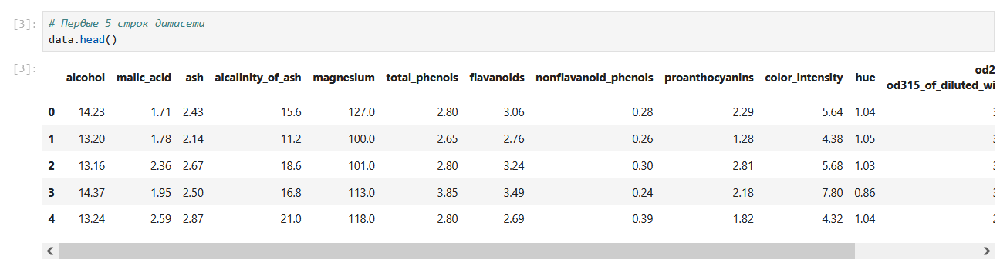 [3]: # Первые 5 строк датасета
data.head()
[3]:
od2
alcohol malic_acid ash alcalinity_of_ash magnesium total_phenols flavanoids nonflavanoid_phenols proanthocyanins color_intensity hue
od315_of_diluted_wi
0 14.23 1.71 2.43 15.6 127.0 2.80 3.06 0.28 2.29 5.64 1.04
1 13.20 1.78 2.14 11.2 100.0 2.65 2.76 0.26 1.28 4.38 1.05
2 13.16 2.36 2.67 18.6 101.0 2.80 3.24 0.30 2.81 5.68 1.03
3 14.37 1.95 2.50 16.8 113.0 3.85 3.49 0.24 2.18 7.80 0.86
4 13.24 2.59 2.87 21.0 118.0 2.80 2.69 0.39 1.82 4.32 1.04